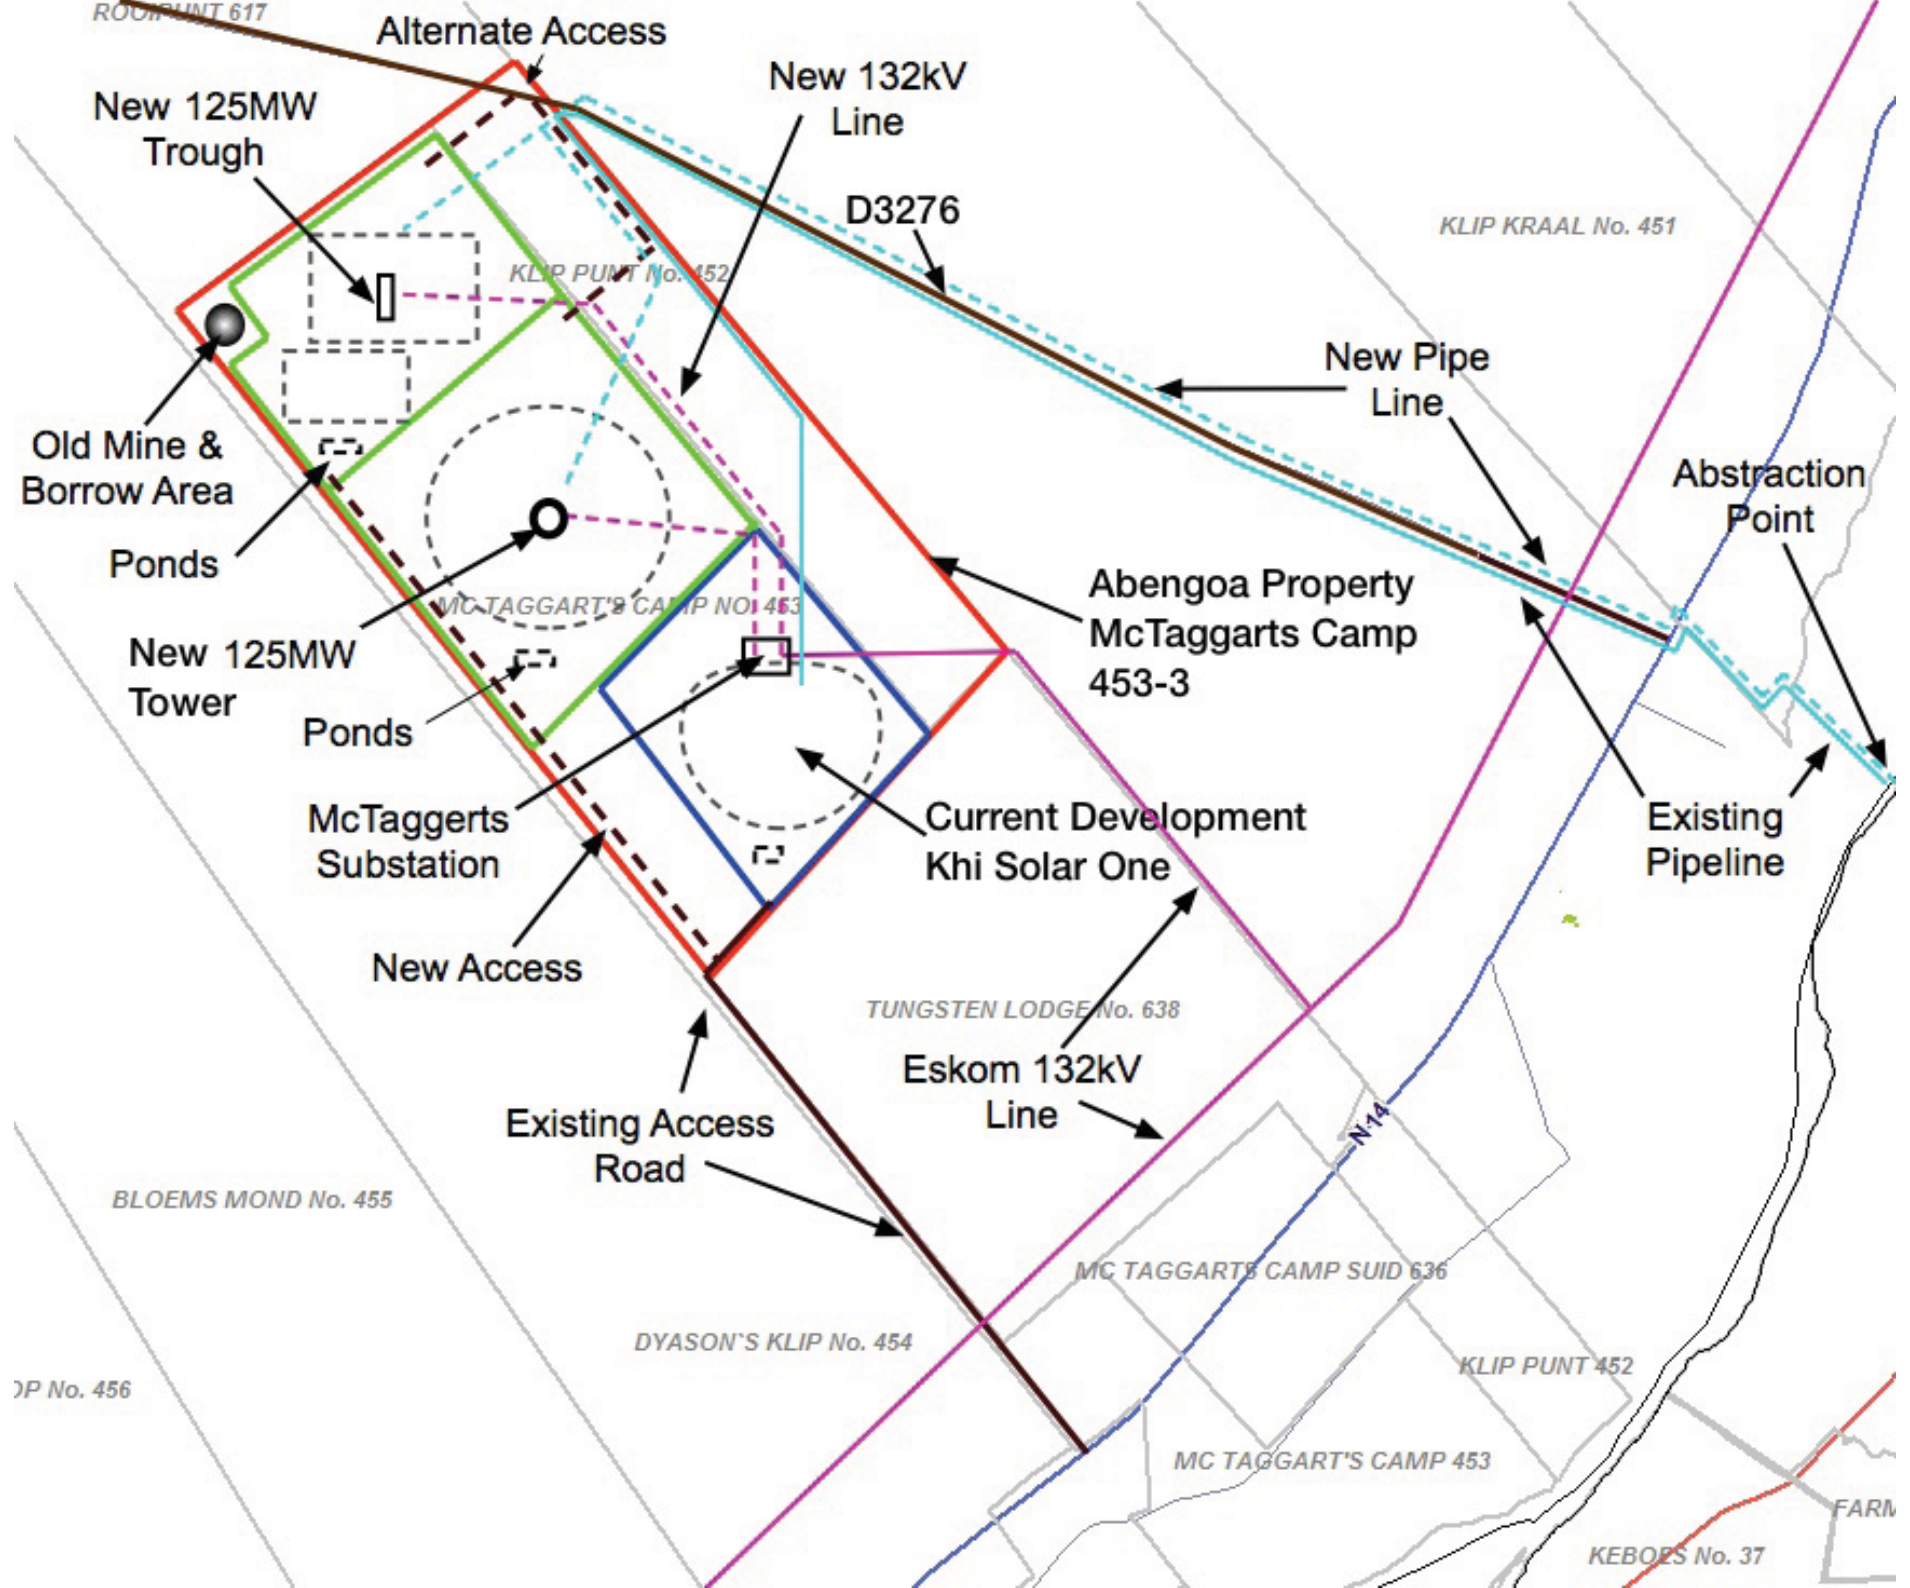 ROOIPUNT 617
Alternate Access
New 132kV
Line
New 125MW
Trough
D3276
KLIP KRAAL No. 451
KLIP PUNT No. 452
New Pipe
Line
Old Mine &
Borrow Area
Abstraction
Point
Ponds
Abengoa Property
McTaggarts Camp
453-3
MC TAGGART'S CAMP NO. 453
New 125MW
Tower
Ponds
McTaggerts
Substation
Current Development
Khi Solar One
Existing
Pipeline
New Access
TUNGSTEN LODGE No. 638
Eskom 132kV
Line
Existing Access
Road
N-14
BLOEMS MOND No. 455
MC TAGGARTS CAMP SUID 636
DYASON`S KLIP No. 454
KLIP PUNT 452
OP No. 456
MC TAGGART'S CAMP 453
FARM
KEBOES No. 37